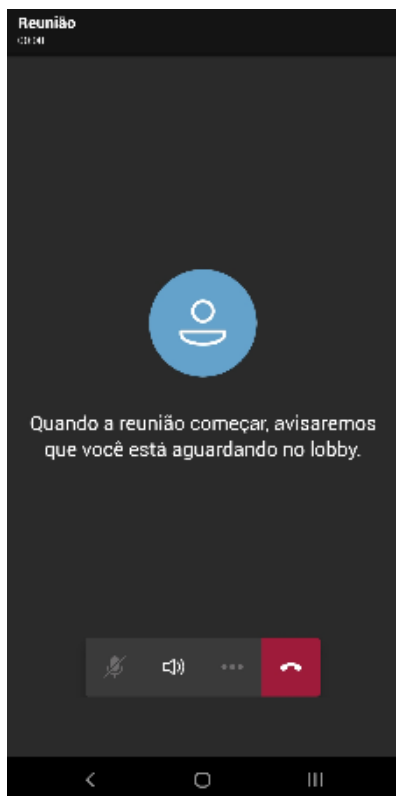 Reunião
Quando a reunião começar, avisaremos
que você está aguardando no lobby.